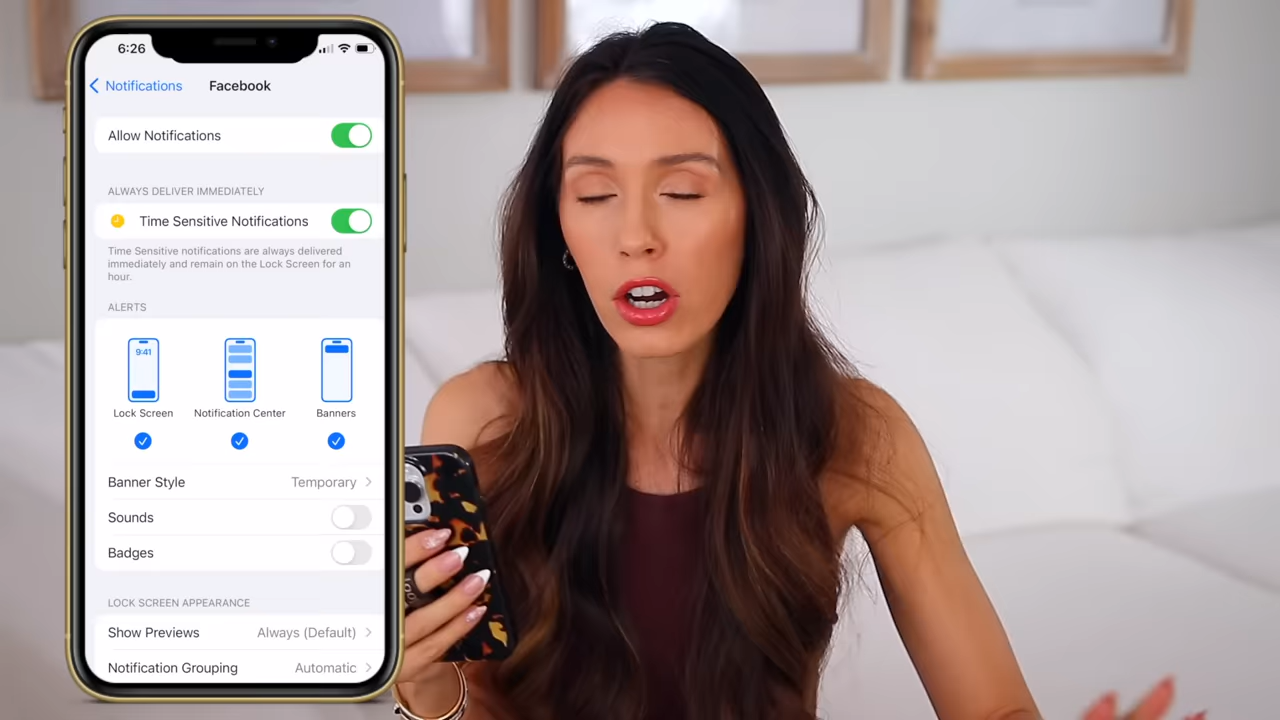 6:26
Notifications
Facebook
Allow Notifications
ALWAYS DELIVER IMMEDIATELY
Time Sensitive Notifications
Time Sensitive notifications are always delivered
immediately and remain on the Lock Screen for an
hour.
ALERTS
9:41
Lock Screen
Notification Center
Banners
Banner Style
Temporary
Sounds
Badges
LOCK SCREEN APPEARANCE
Show Previews
Always (Default)
Notification Grouping
Automatic